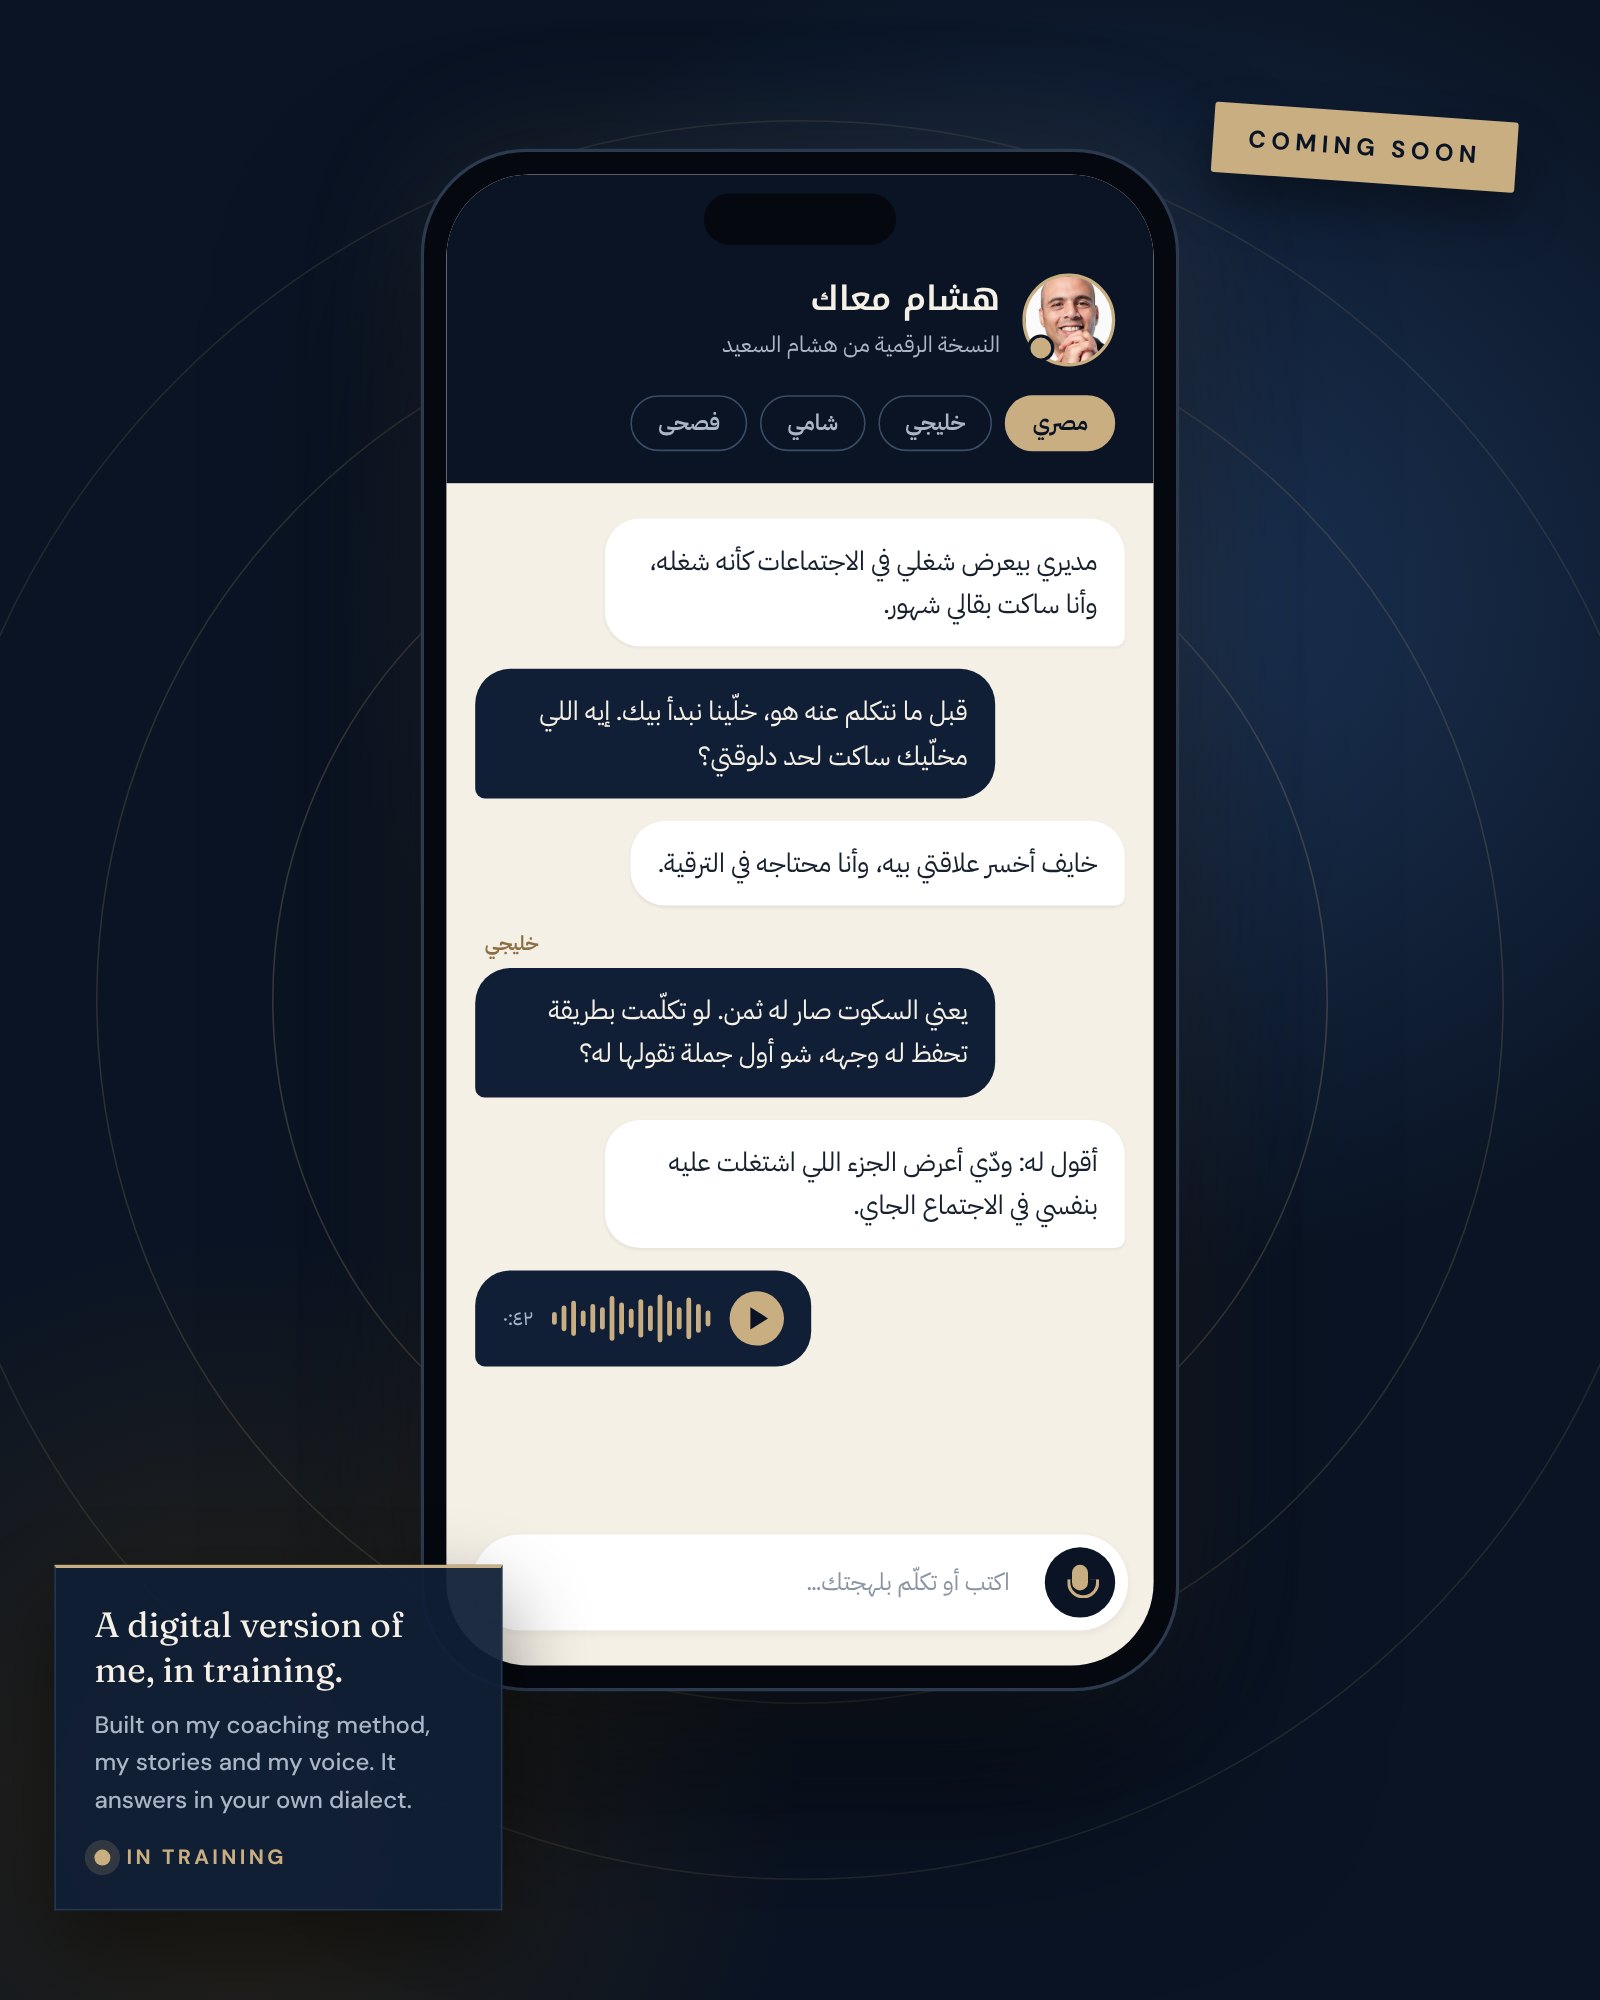 COMING SOON
هشام معاك
النسخة الرقمية من هشام السعيد
مصري
خليجي
شامي
فصحى
مديري بيعرض شغلي في الاجتماعات كأنه شغله،
وأنا ساكت بقالي شهور.
قبل ما نتكلم عنه هو، خلّينا نبدأ بيك. إيه اللي
مخلّيك ساكت لحد دلوقتي؟
خايف أخسر علاقتي بيه، وأنا محتاجه في الترقية.
خليجي
يعني السكوت صار له ثمن. لو تكلّمت بطريقة
تحفظ له وجهه، شو أول جملة تقولها له؟
أقول له: ودّي أعرض الجزء اللي اشتغلت عليه
بنفسي في الاجتماع الجاي.
٠:٤٢
اكتب أو تكلّم بلهجتك...
A digital version of
me, in training.
Built on my coaching method,
my stories and my voice. It
answers in your own dialect.
IN TRAINING